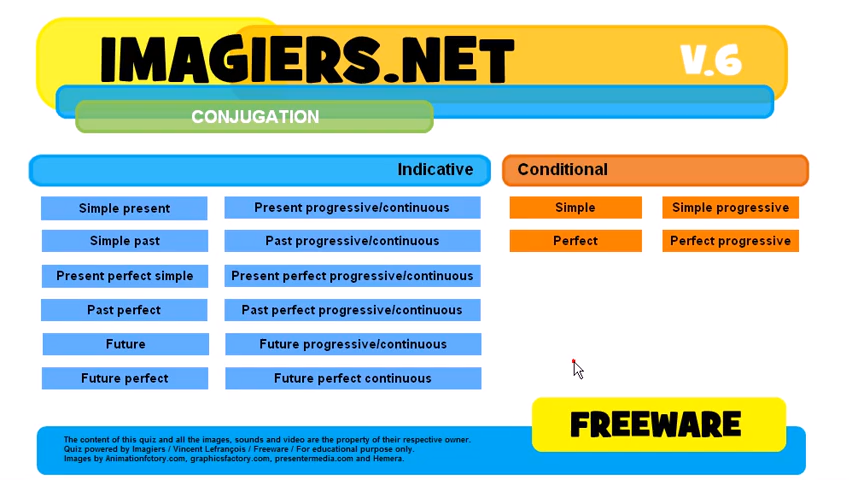 IMAGIERS.NET
V.6
CONJUGATION
Indicative
Conditional
Simple present
Present progressive/continuous
Simple
Simple progressive
Simple past
Past progressive/continuous
Perfect
Perfect progressive
Present perfect simple
Present perfect progressive/continuous
Past perfect
Past perfect progressive/continuous
Future
Future progressive/continuous
Future perfect
Future perfect continuous
FREEWARE
The content of this quiz and all the images, sounds and video are the property of their respective owner.
Quiz powered by Imagiers / Vincent Lefrançois / Freeware / For educational purpose only.
Images by Animationfctory.com, graphicsfactory.com, presentermedia.com and Hemera.